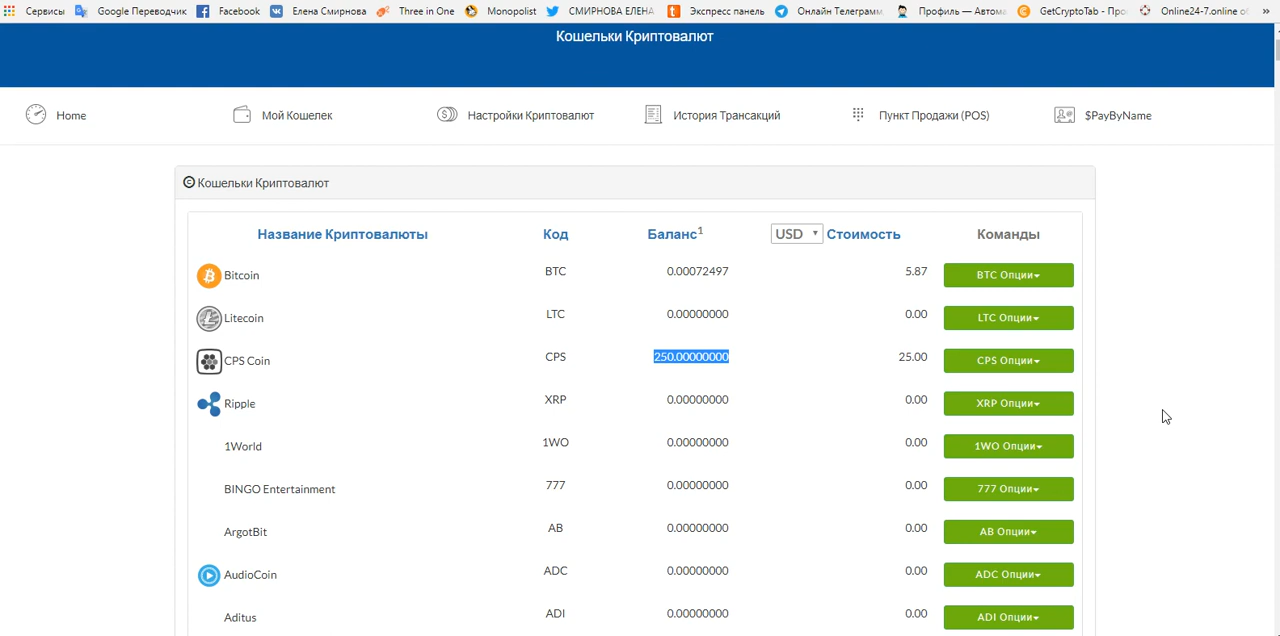 Сервисы Google Переводчик Facebook Елена Смирнова Three in One Monopolist СМИРНОВА ЕЛЕНА Экспресс панель Онлайн Телеграмм Профиль — Автома GetCryptoTab - Про Online24-7.online о »
Кошельки Криптовалют
Home Мой Кошелек Настройки Криптовалют История Трансакций Пункт Продажи (POS) $PayByName
Кошельки Криптовалют
Название Криптовалюты Код Баланс1 USD Стоимость Команды
Bitcoin BTC 0.00072497 5.87 BTC Опции
Litecoin LTC 0.00000000 0.00 LTC Опции
CPS Coin CPS 250.00000000 25.00 CPS Опции
Ripple XRP 0.00000000 0.00 XRP Опции
1World 1WO 0.00000000 0.00 1WO Опции
BINGO Entertainment 777 0.00000000 0.00 777 Опции
ArgotBit AB 0.00000000 0.00 AB Опции
AudioCoin ADC 0.00000000 0.00 ADC Опции
Aditus ADI 0.00000000 0.00 ADI Опции